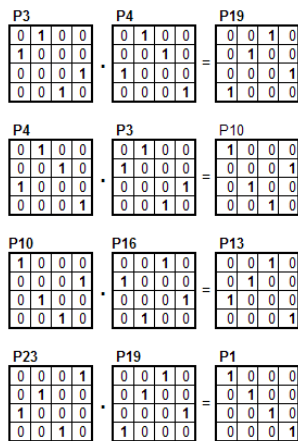 P3 P4 P19
0 1 0 0 0 1 0 0 0 0 1 0
1 0 0 0 . 0 0 1 0 = 0 1 0 0
0 0 0 1 1 0 0 0 0 0 0 1
0 0 1 0 0 0 0 1 1 0 0 0
P4 P3 P10
0 1 0 0 0 1 0 0 1 0 0 0
0 0 1 0 . 1 0 0 0 = 0 0 0 1
1 0 0 0 0 0 0 1 0 1 0 0
0 0 0 1 0 0 1 0 0 0 1 0
P10 P16 P13
1 0 0 0 0 0 1 0 0 0 1 0
0 0 0 1 . 1 0 0 0 = 0 1 0 0
0 1 0 0 0 0 0 1 1 0 0 0
0 0 1 0 0 1 0 0 0 0 0 1
P23 P19 P1
0 0 0 1 0 0 1 0 1 0 0 0
0 1 0 0 . 0 1 0 0 = 0 1 0 0
1 0 0 0 0 0 0 1 0 0 1 0
0 0 1 0 1 0 0 0 0 0 0 1